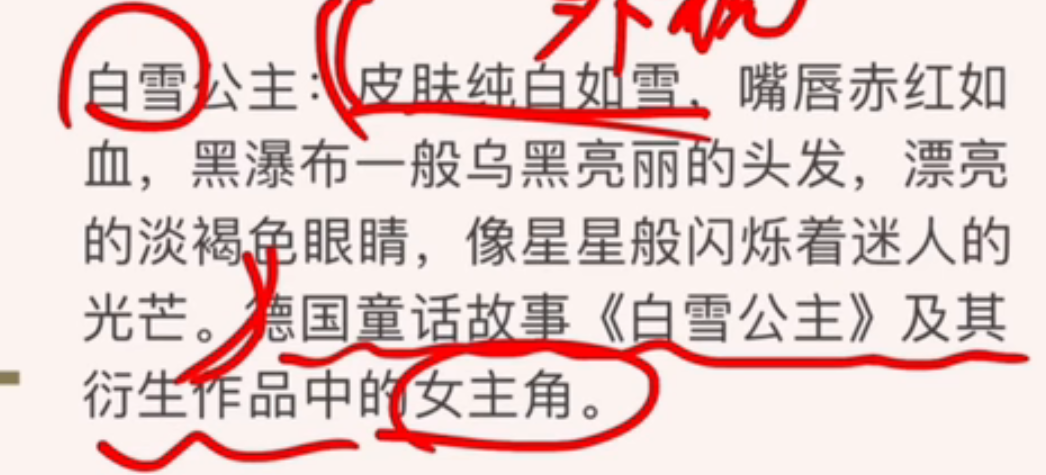 外貌
白雪公主：皮肤纯白如雪，嘴唇赤红如
血，黑瀑布一般乌黑亮丽的头发，漂亮
的淡褐色眼睛，像星星般闪烁着迷人的
光芒。德国童话故事《白雪公主》及其
衍生作品中的女主角。